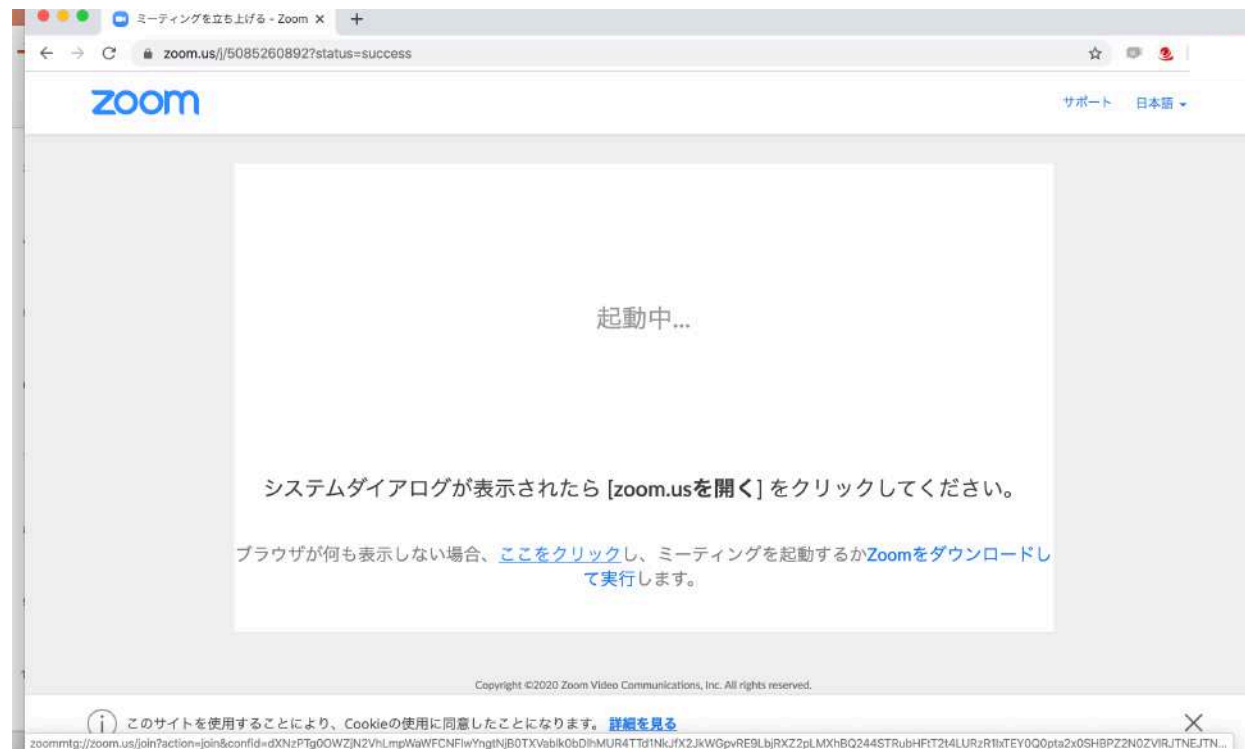 ミーティングを立ち上げる - Zoom
zoom.us/j/5085260892?status=success
zoom
サポート 日本語
起動中...
システムダイアログが表示されたら [zoom.usを開く] をクリックしてください。
ブラウザが何も表示しない場合、ここをクリックし、ミーティングを起動するかZoomをダウンロードし
て実行します。
Copyright ©2020 Zoom Video Communications, Inc. All rights reserved.
このサイトを使用することにより、Cookieの使用に同意したことになります。 詳細を見る
zoommtg://zoom.us/join?action=join&confid=